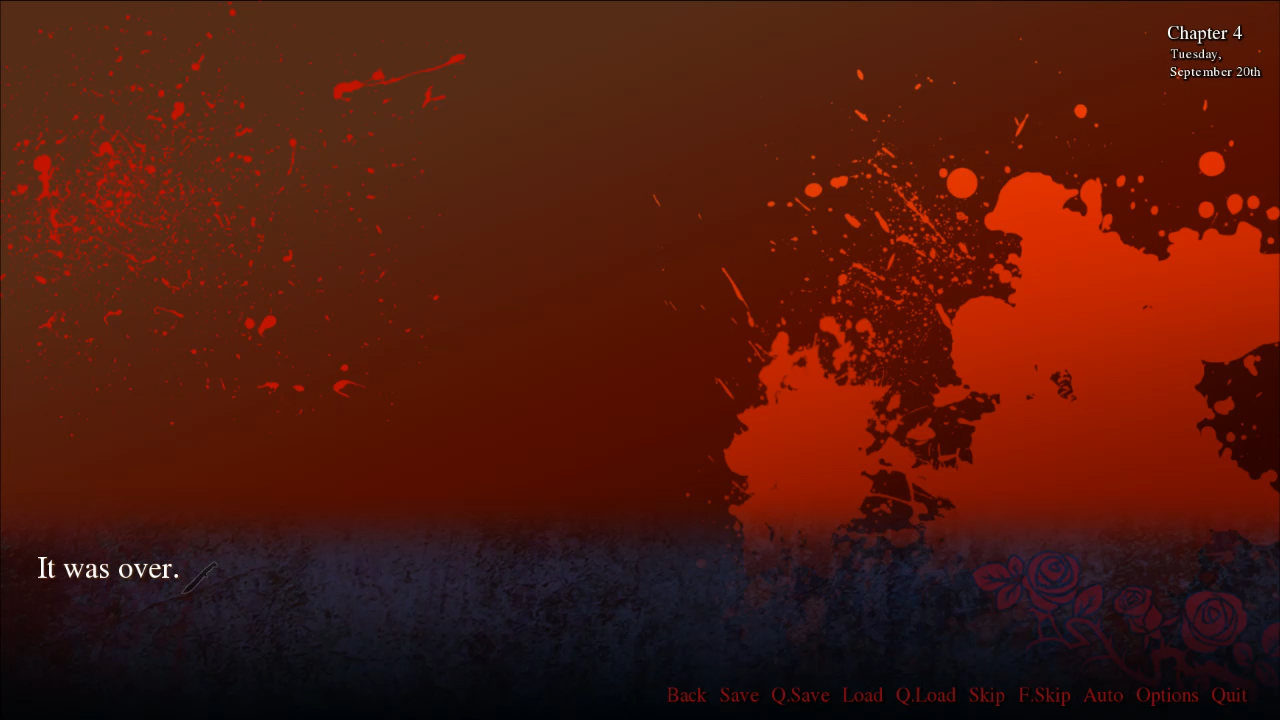 Chapter 4
Tuesday,
September 20th
It was over.
Back Save Q.Save Load Q.Load Skip F.Skip Auto Options Quit